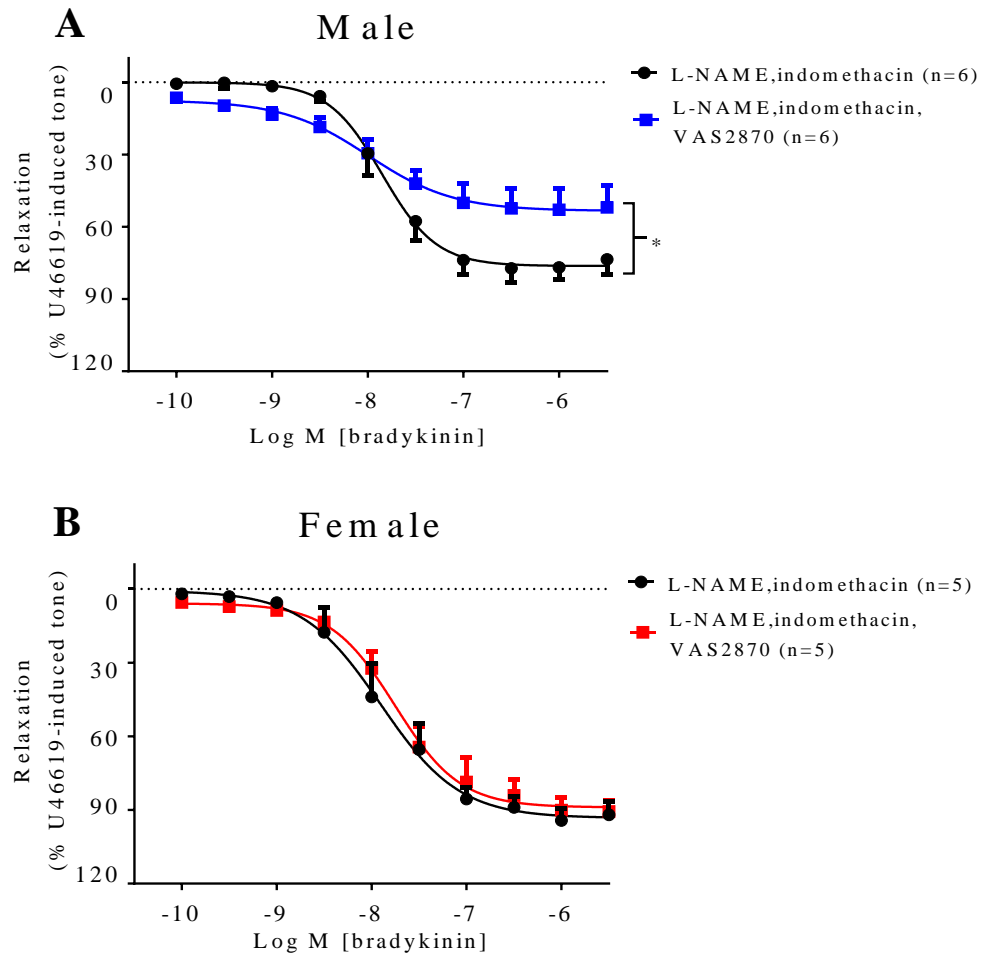 A
Male
Relaxation
(% U46619-induced tone)
0
30
60
90
120
-10 -9 -8 -7 -6
Log M [bradykinin]
L-NAME,indomethacin (n=6)
L-NAME,indomethacin,
VAS2870 (n=6)
*
B
Female
Relaxation
(% U46619-induced tone)
0
30
60
90
120
-10 -9 -8 -7 -6
Log M [bradykinin]
L-NAME,indomethacin (n=5)
L-NAME,indomethacin,
VAS2870 (n=5)